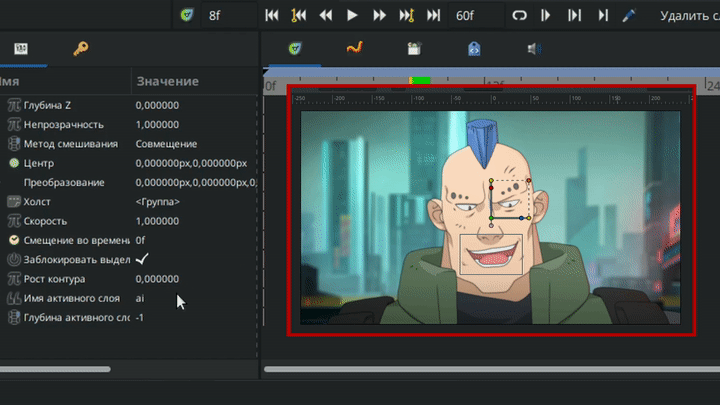 8f
60f
Удалить сл
Имя Значение
0f
12f
24
Глубина Z 0,000000
Непрозрачность 1,000000
Метод смешивания Совмещение
Центр 0,000000px,0,000000px
Преобразование 0,000000px,0,000000px,0,
Холст <Группа>
Скорость 1,000000
Смещение во времени 0f
Заблокировать выдел
Рост контура 0,000000
Имя активного слоя ai
Глубина активного сло -1
-250 -200 -150 -100 -50 0 50 100 150 200 250